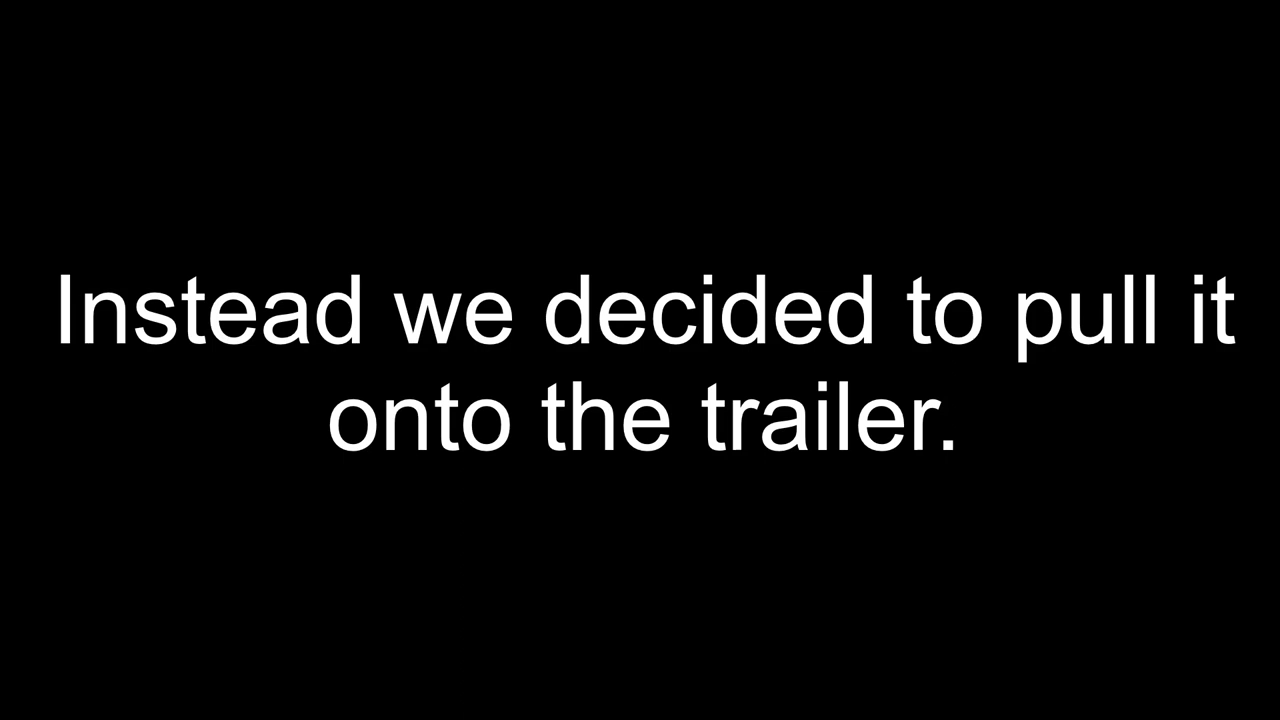 Instead we decided to pull it
onto the trailer.